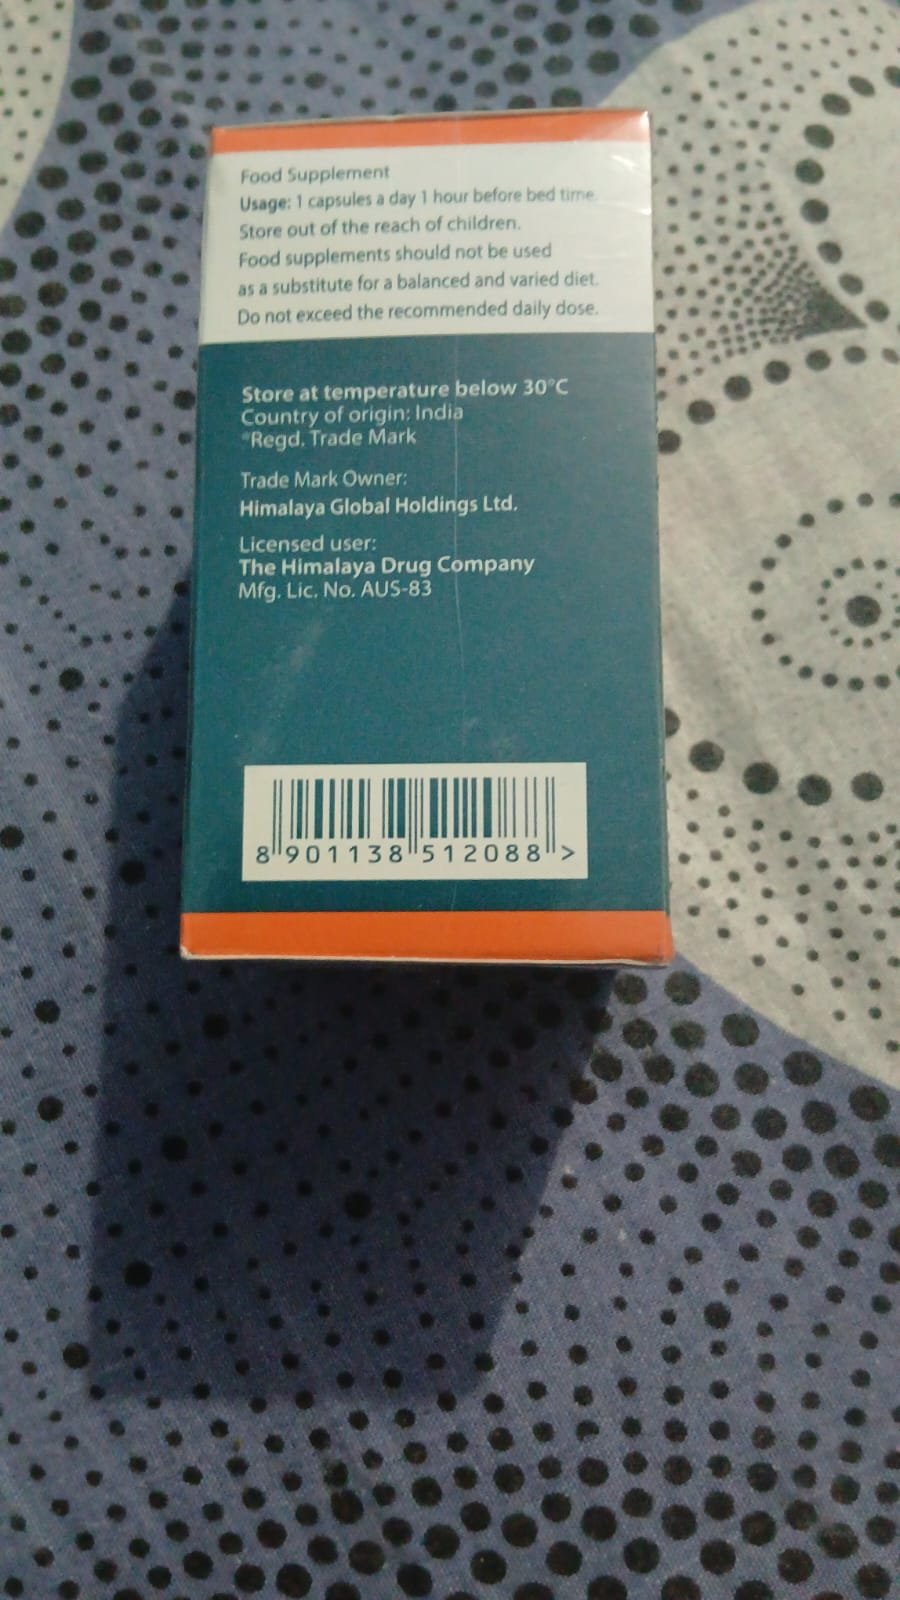 Food Supplement
Usage: 1 capsules a day 1 hour before bed time.
Store out of the reach of children.
Food supplements should not be used
as a substitute for a balanced and varied diet.
Do not exceed the recommended daily dose.
Store at temperature below 30°C
Country of origin: India
*Regd. Trade Mark
Trade Mark Owner:
Himalaya Global Holdings Ltd.
Licensed user:
The Himalaya Drug Company
Mfg. Lic. No. AUS-83
8 901138 512088 >